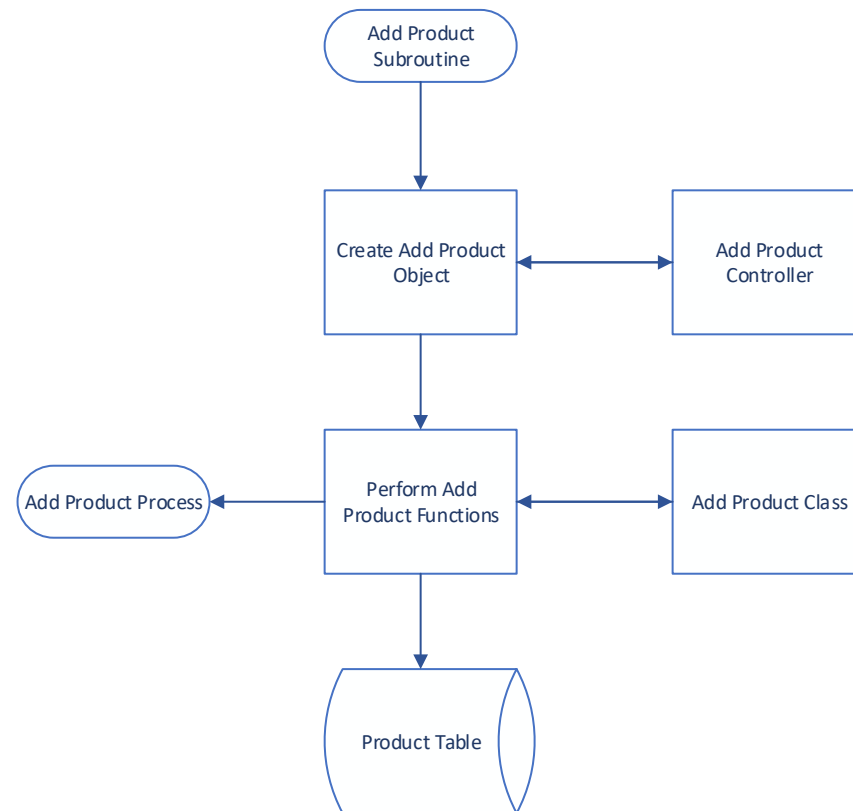 Add Product
Subroutine
Create Add Product
Object
Add Product
Controller
Add Product Process
Perform Add
Product Functions
Add Product Class
Product Table